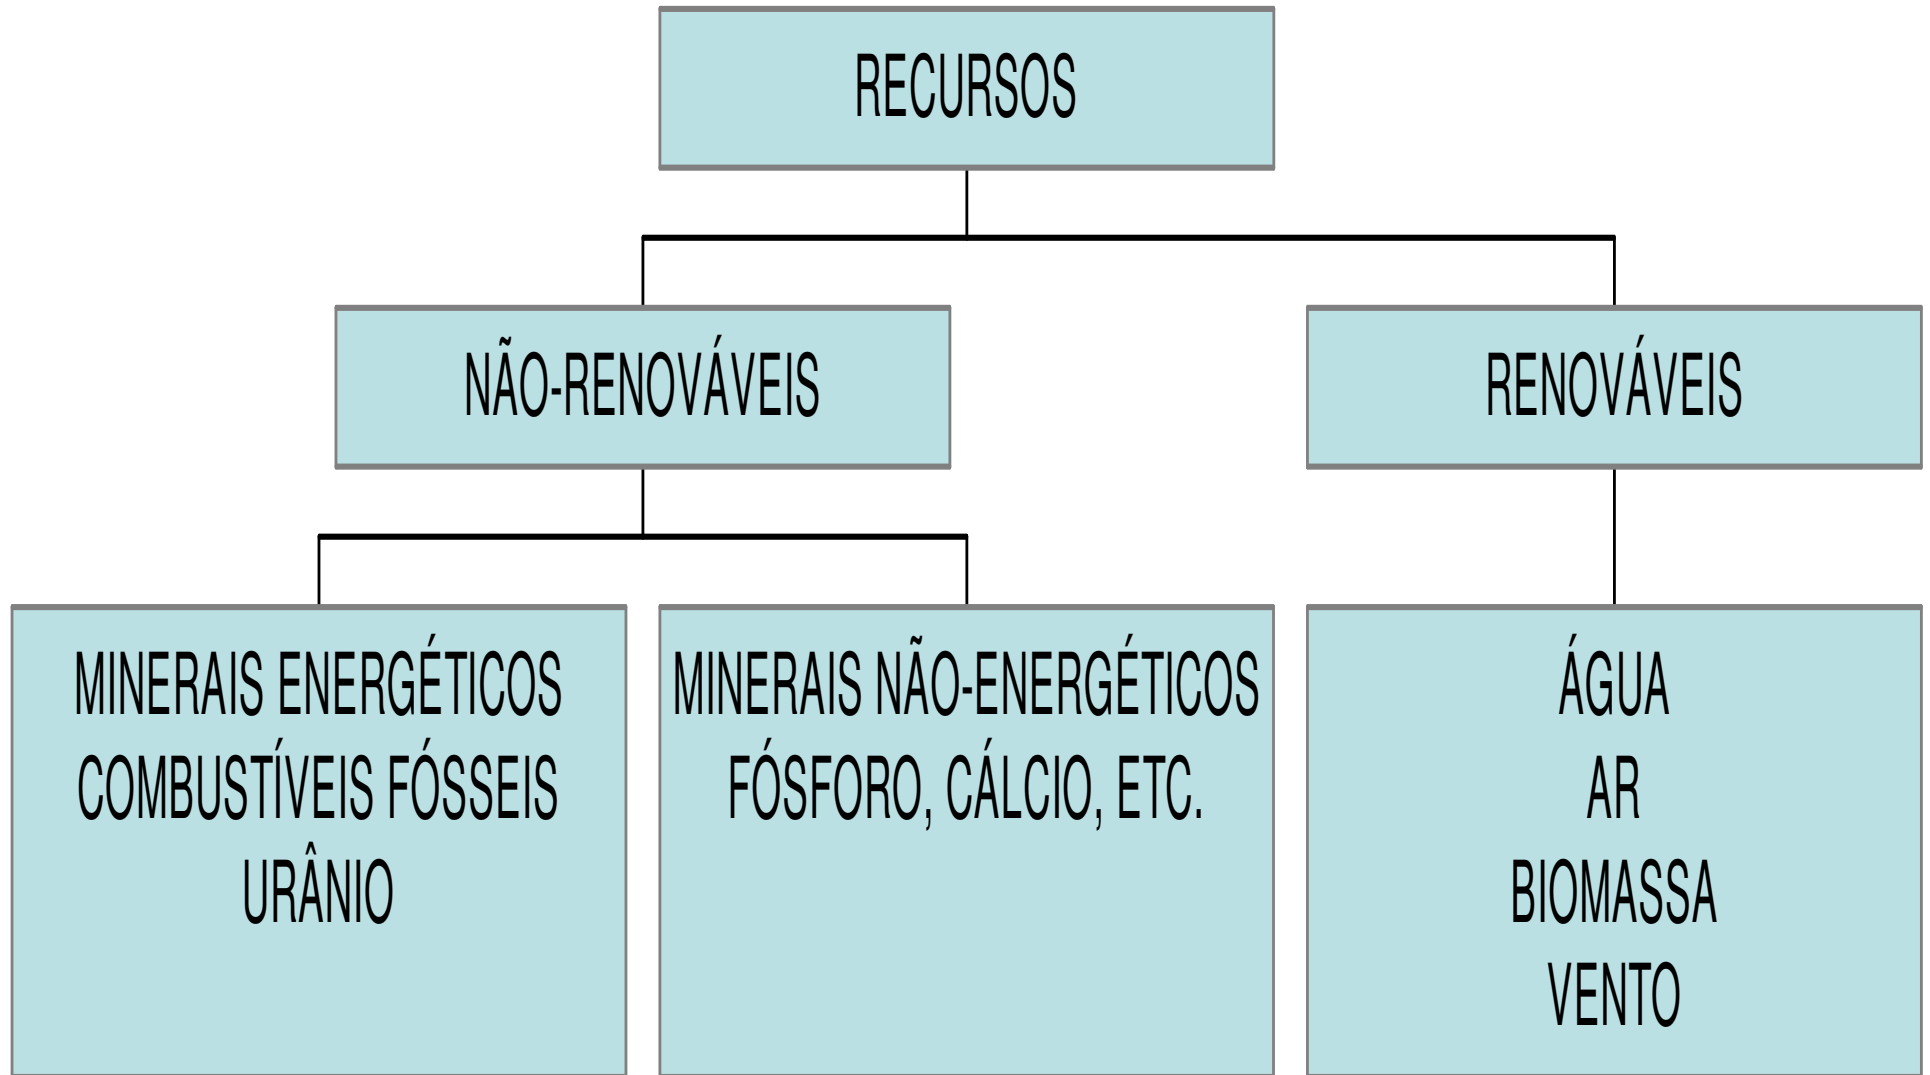 RECURSOS
NÃO-RENOVÁVEIS
RENOVÁVEIS
MINERAIS ENERGÉTICOS
COMBUSTÍVEIS FÓSSEIS
URÂNIO
MINERAIS NÃO-ENERGÉTICOS
FÓSFORO, CÁLCIO, ETC.
ÁGUA
AR
BIOMASSA
VENTO